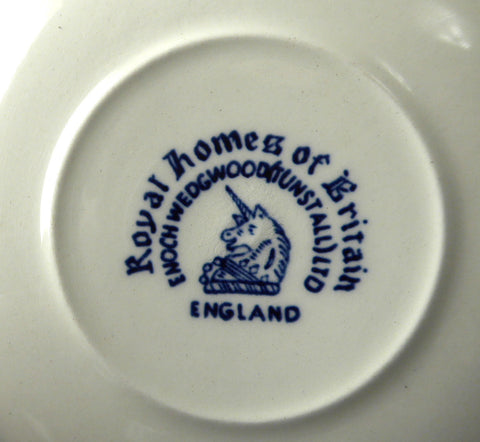 Royal Homes of Britain
ENOCH WEDGWOOD (TUNSTALL) LTD
ENGLAND